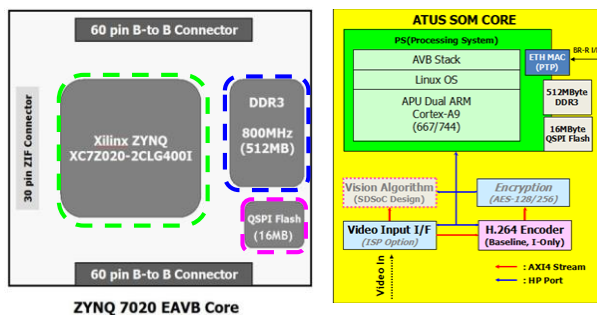 60 pin B-to B Connector
30 pin ZIF Connector
Xilinx ZYNQ
XC7Z020-2CLG400I
DDR3
800MHz
(512MB)
QSPI Flash
(16MB)
60 pin B-to B Connector
ZYNQ 7020 EAVB Core
ATUS SOM CORE
PS(Processing System)
AVB Stack
Linux OS
APU Dual ARM
Cortex-A9
(667/744)
ETH MAC
(PTP)
BR-R I/
512MByte
DDR3
16MByte
QSPI Flash
Vision Algorithm
(SDSoC Design)
Encryption
(AES-128/256)
Video Input I/F
(ISP Option)
H.264 Encoder
(Baseline, I-Only)
Video In
: AXI4 Stream
: HP Port